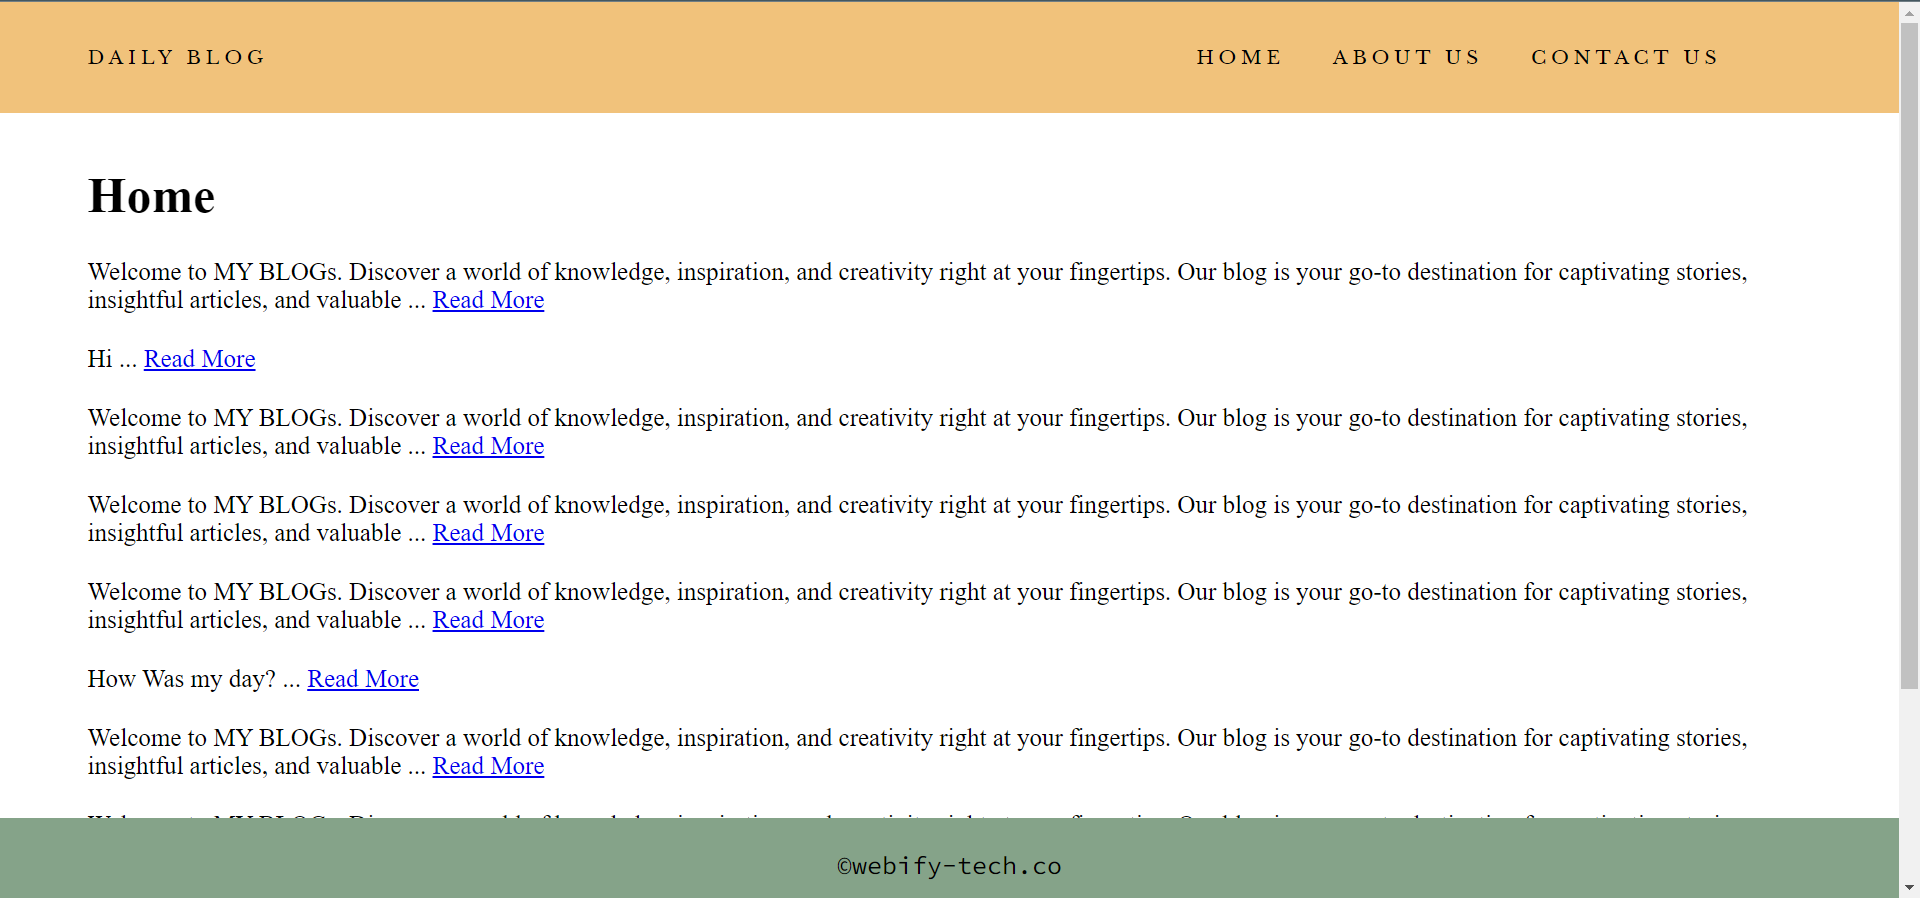 DAILY BLOG HOME ABOUT US CONTACT US
Home
Welcome to MY BLOGs. Discover a world of knowledge, inspiration, and creativity right at your fingertips. Our blog is your go-to destination for captivating stories,
insightful articles, and valuable ... Read More
Hi ... Read More
Welcome to MY BLOGs. Discover a world of knowledge, inspiration, and creativity right at your fingertips. Our blog is your go-to destination for captivating stories,
insightful articles, and valuable ... Read More
Welcome to MY BLOGs. Discover a world of knowledge, inspiration, and creativity right at your fingertips. Our blog is your go-to destination for captivating stories,
insightful articles, and valuable ... Read More
Welcome to MY BLOGs. Discover a world of knowledge, inspiration, and creativity right at your fingertips. Our blog is your go-to destination for captivating stories,
insightful articles, and valuable ... Read More
How Was my day? ... Read More
Welcome to MY BLOGs. Discover a world of knowledge, inspiration, and creativity right at your fingertips. Our blog is your go-to destination for captivating stories,
insightful articles, and valuable ... Read More
©webify-tech.co